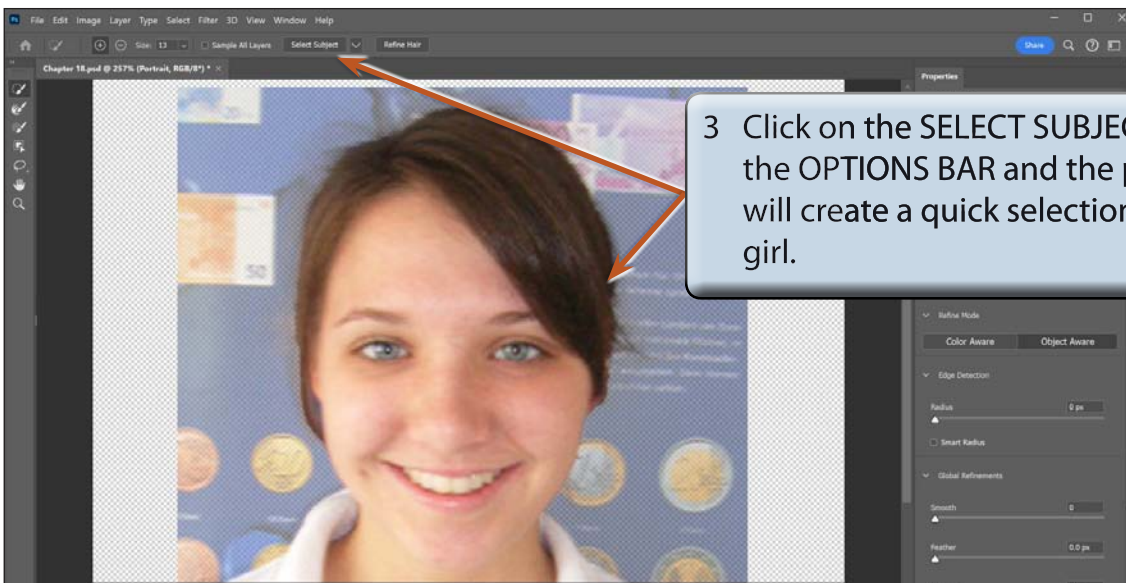 File Edit Image Layer Type Select Filter 3D View Window Help
Size: 13 Sample All Layers Select Subject Refine Hair Share
Chapter 18.psd @ 257% (Portrait, RGB/8*) * ×
Properties
3 Click on the SELECT SUBJEC
the OPTIONS BAR and the p
will create a quick selection
girl.
50
Refine Mode
Color Aware Object Aware
Edge Detection
Radius 0 px
Smart Radius
Global Refinements
Smooth 0
Feather 0.0 px